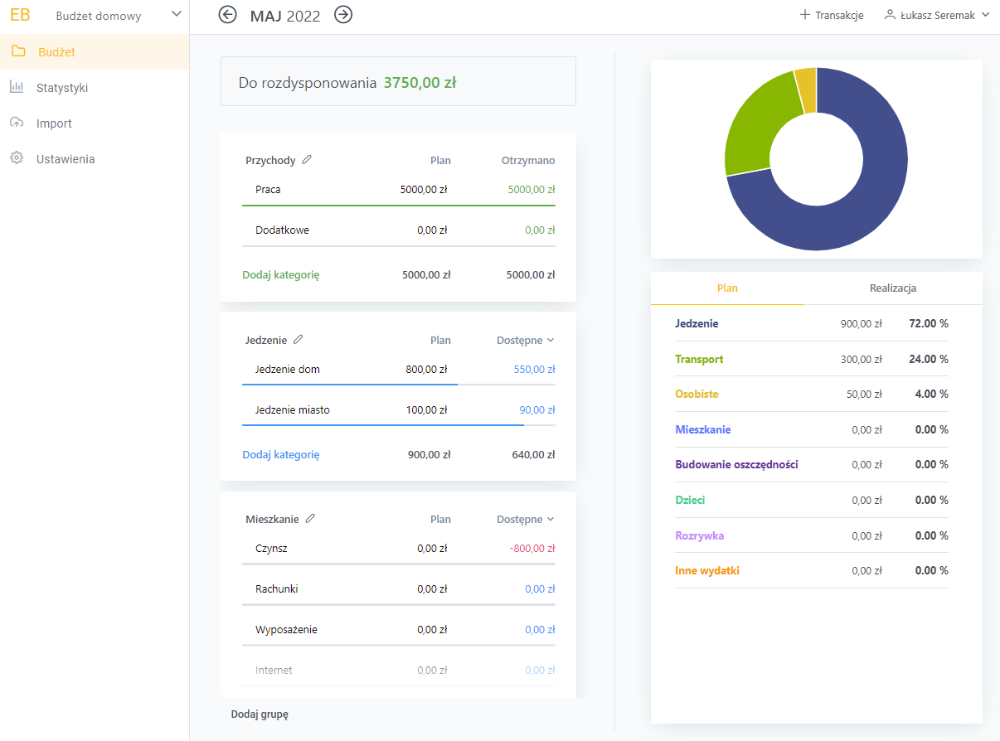 EB Budżet domowy
MAJ 2022
Transakcje Łukasz Seremak
Budżet
Statystyki
Import
Ustawienia
Do rozdysponowania 3750,00 zł
Przychody Plan Otrzymano
Praca 5000,00 zł 5000,00 zł
Dodatkowe 0,00 zł 0,00 zł
Dodaj kategorię 5000,00 zł 5000,00 zł
Jedzenie Plan Dostępne
Jedzenie dom 800,00 zł 550,00 zł
Jedzenie miasto 100,00 zł 90,00 zł
Dodaj kategorię 900,00 zł 640,00 zł
Mieszkanie Plan Dostępne
Czynsz 0,00 zł -800,00 zł
Rachunki 0,00 zł 0,00 zł
Wyposażenie 0,00 zł 0,00 zł
Internet 0,00 zł 0,00 zł
Dodaj grupę
Plan Realizacja
Jedzenie 900,00 zł 72.00 %
Transport 300,00 zł 24.00 %
Osobiste 50,00 zł 4.00 %
Mieszkanie 0,00 zł 0.00 %
Budowanie oszczędności 0,00 zł 0.00 %
Dzieci 0,00 zł 0.00 %
Rozrywka 0,00 zł 0.00 %
Inne wydatki 0,00 zł 0.00 %